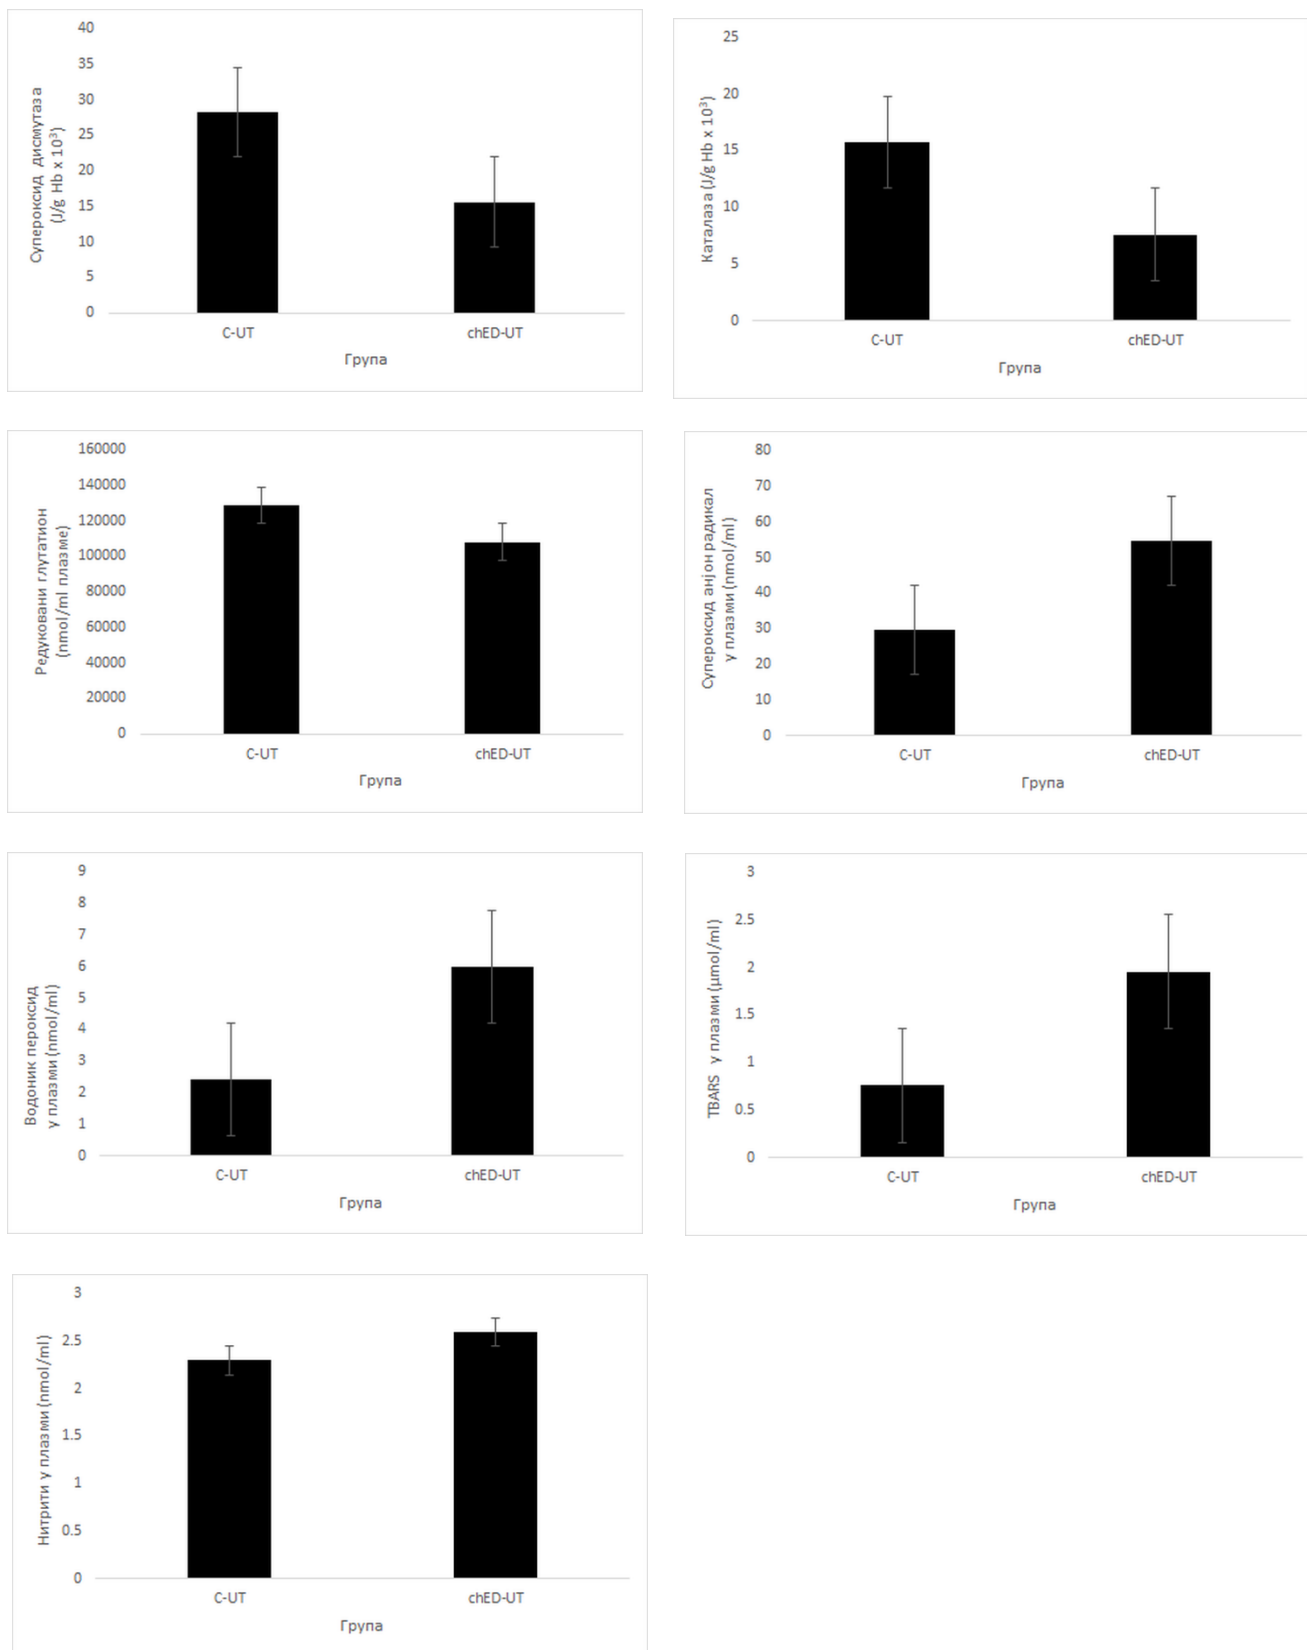 Супероксид дисмутаза
(J/g Hb x 10³)
40
35
30
25
20
15
10
5
0
C-UT
chED-UT
Група
Каталаза (J/g Hb x 10³)
25
20
15
10
5
0
C-UT
chED-UT
Група
Редуковани глутатион
(nmol/ml плазме)
160000
140000
120000
100000
80000
60000
40000
20000
0
C-UT
chED-UT
Група
Супероксид анјон радикал
у плазми (nmol/ml)
80
70
60
50
40
30
20
10
0
C-UT
chED-UT
Група
Водоник пероксид
у плазми (nmol/ml)
9
8
7
6
5
4
3
2
1
0
C-UT
chED-UT
Група
TBARS у плазми (µmol/ml)
3
2.5
2
1.5
1
0.5
0
C-UT
chED-UT
Група
Нитрити у плазми (nmol/ml)
3
2.5
2
1.5
1
0.5
0
C-UT
chED-UT
Група